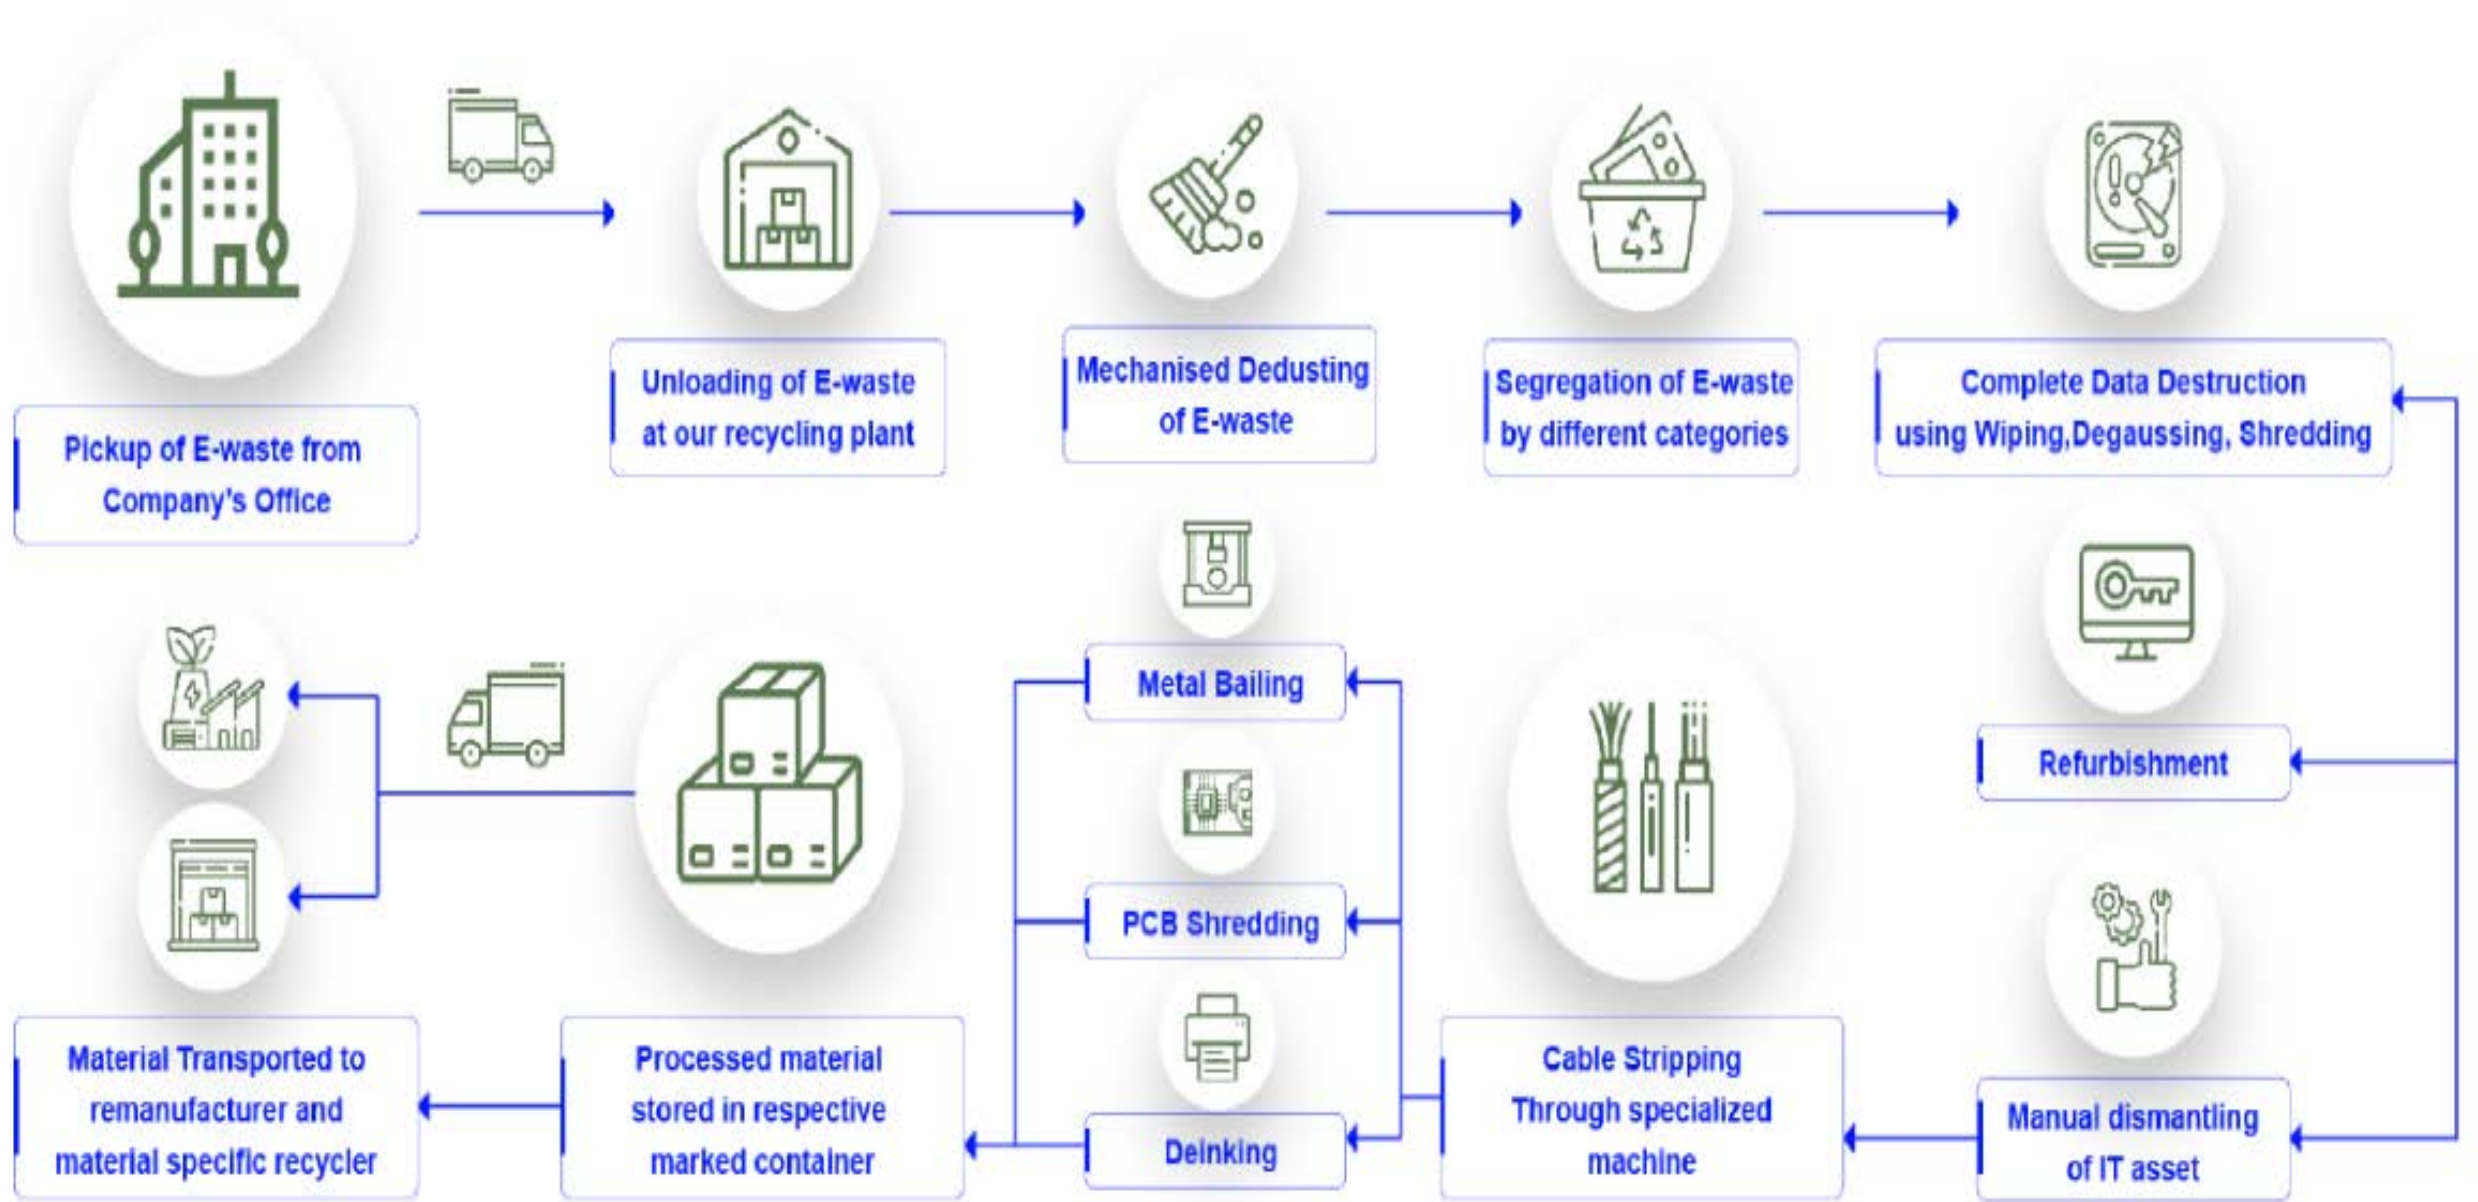 Pickup of E-waste from
Company's Office
Unloading of E-waste
at our recycling plant
Mechanised Dedusting
of E-waste
Segregation of E-waste
by different categories
Complete Data Destruction
using Wiping,Degaussing, Shredding
Refurbishment
Manual dismantling
of IT asset
Cable Stripping
Through specialized
machine
Metal Bailing
PCB Shredding
Deinking
Processed material
stored in respective
marked container
Material Transported to
remanufacturer and
material specific recycler